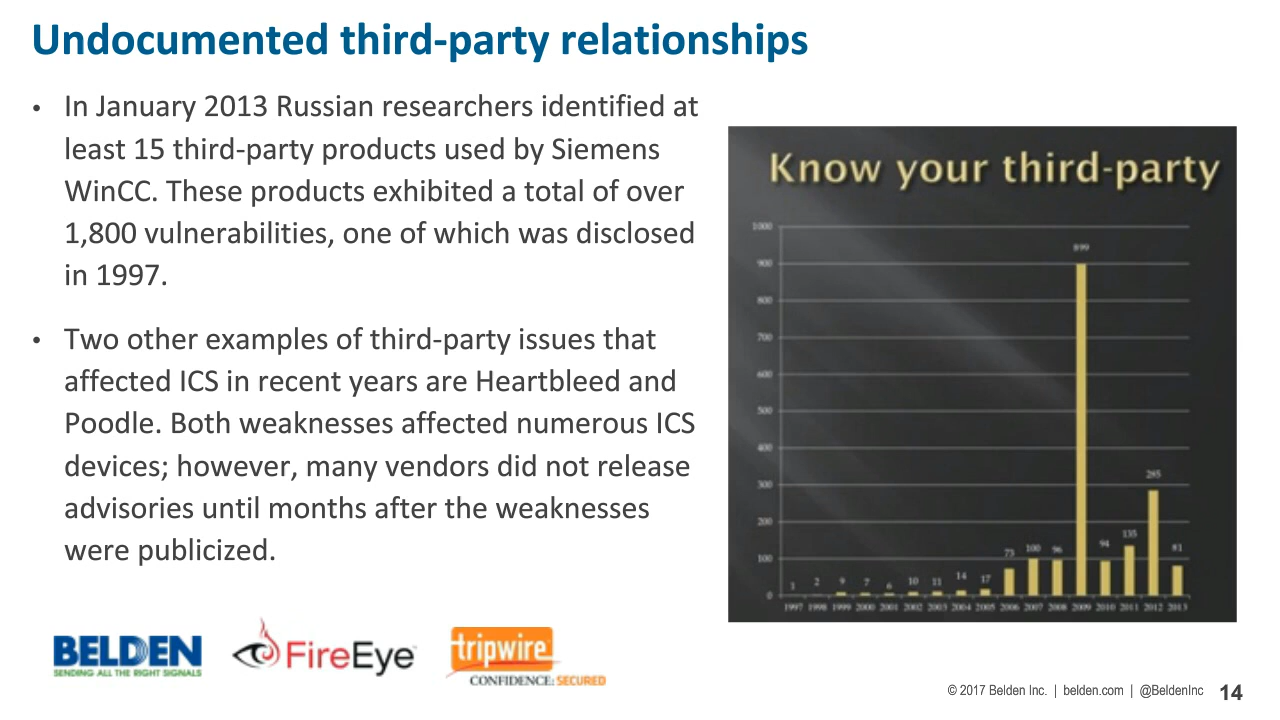 Undocumented third-party relationships
• In January 2013 Russian researchers identified at
least 15 third-party products used by Siemens
WinCC. These products exhibited a total of over
1,800 vulnerabilities, one of which was disclosed
in 1997.
• Two other examples of third-party issues that
affected ICS in recent years are Heartbleed and
Poodle. Both weaknesses affected numerous ICS
devices; however, many vendors did not release
advisories until months after the weaknesses
were publicized.
Know your third-party
1000
900
800
700
600
500
400
300
200
100
0
1 2 9 7 6 10 11 14 17 73 100 96 899 94 135 285 81
1997 1998 1999 2000 2001 2002 2003 2004 2005 2006 2007 2008 2009 2010 2011 2012 2013
BELDEN
SENDING ALL THE RIGHT SIGNALS
FireEye
tripwire
CONFIDENCE: SECURED
© 2017 Belden Inc. | belden.com | @BeldenInc 14